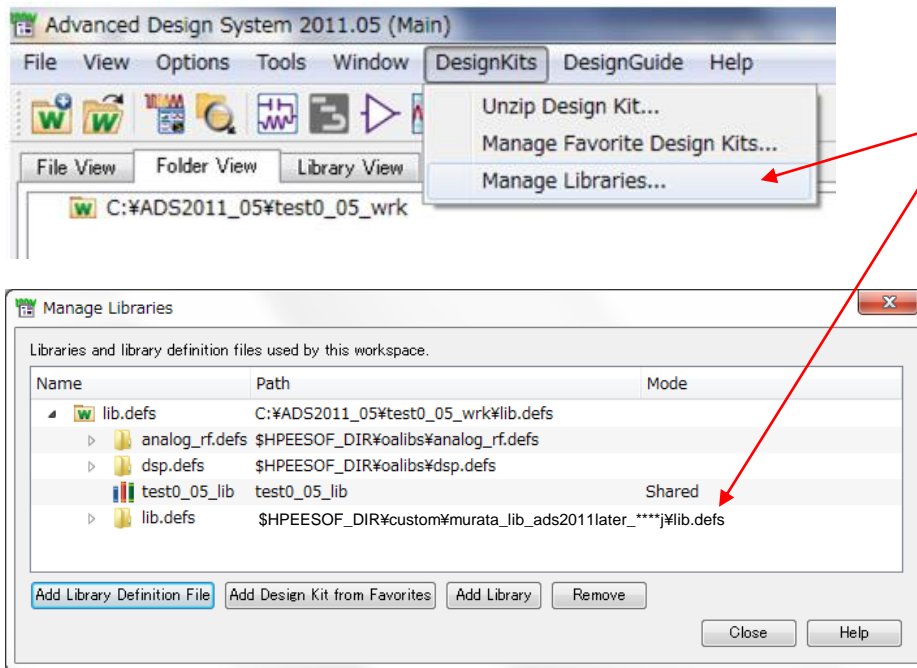 Advanced Design System 2011.05 (Main)
File View Options Tools Window DesignKits DesignGuide Help
Unzip Design Kit...
Manage Favorite Design Kits...
Manage Libraries...
File View Folder View Library View
C:¥ADS2011_05¥test0_05_wrk
Manage Libraries
Libraries and library definition files used by this workspace.
Name Path Mode
lib.defs C:¥ADS2011_05¥test0_05_wrk¥lib.defs
analog_rf.defs $HPEESOF_DIR¥oalibs¥analog_rf.defs
dsp.defs $HPEESOF_DIR¥oalibs¥dsp.defs
test0_05_lib test0_05_lib Shared
lib.defs $HPEESOF_DIR¥custom¥murata_lib_ads2011later_****j¥lib.defs
Add Library Definition File Add Design Kit from Favorites Add Library Remove
Close Help